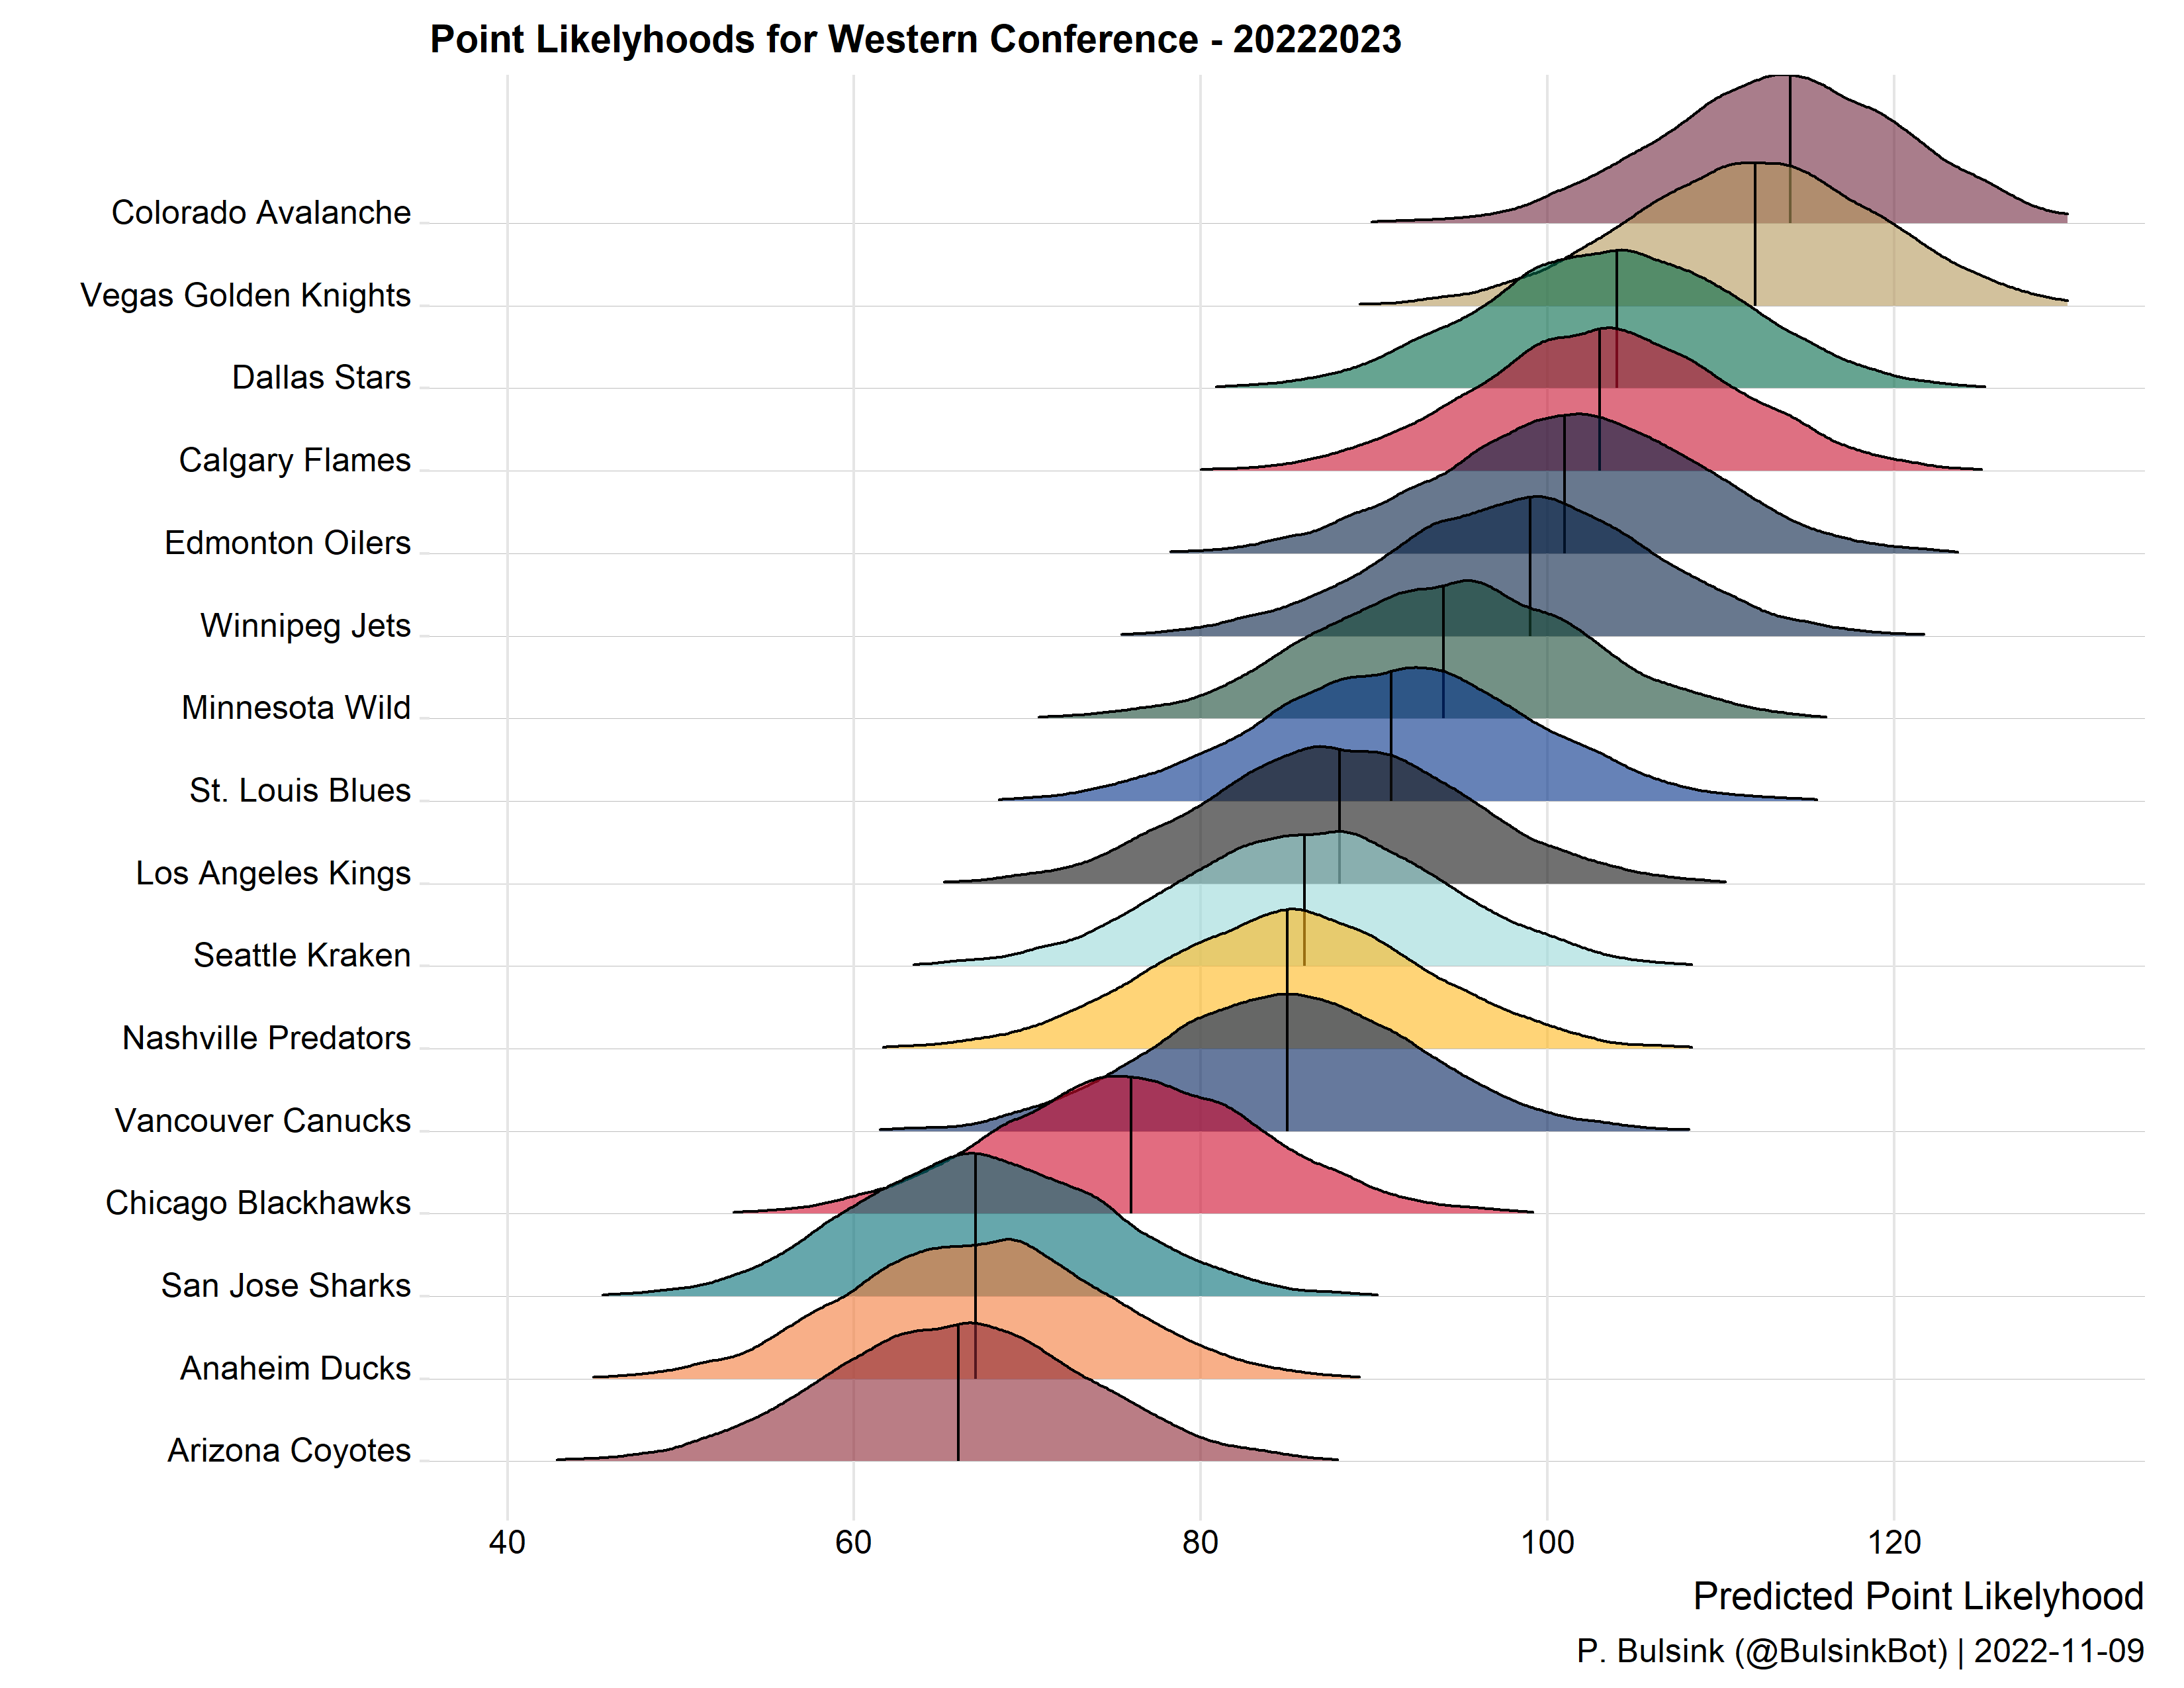 Point Likelyhoods for Western Conference - 20222023
Colorado Avalanche
Vegas Golden Knights
Dallas Stars
Calgary Flames
Edmonton Oilers
Winnipeg Jets
Minnesota Wild
St. Louis Blues
Los Angeles Kings
Seattle Kraken
Nashville Predators
Vancouver Canucks
Chicago Blackhawks
San Jose Sharks
Anaheim Ducks
Arizona Coyotes
40 60 80 100 120
Predicted Point Likelyhood
P. Bulsink (@BulsinkBot) | 2022-11-09